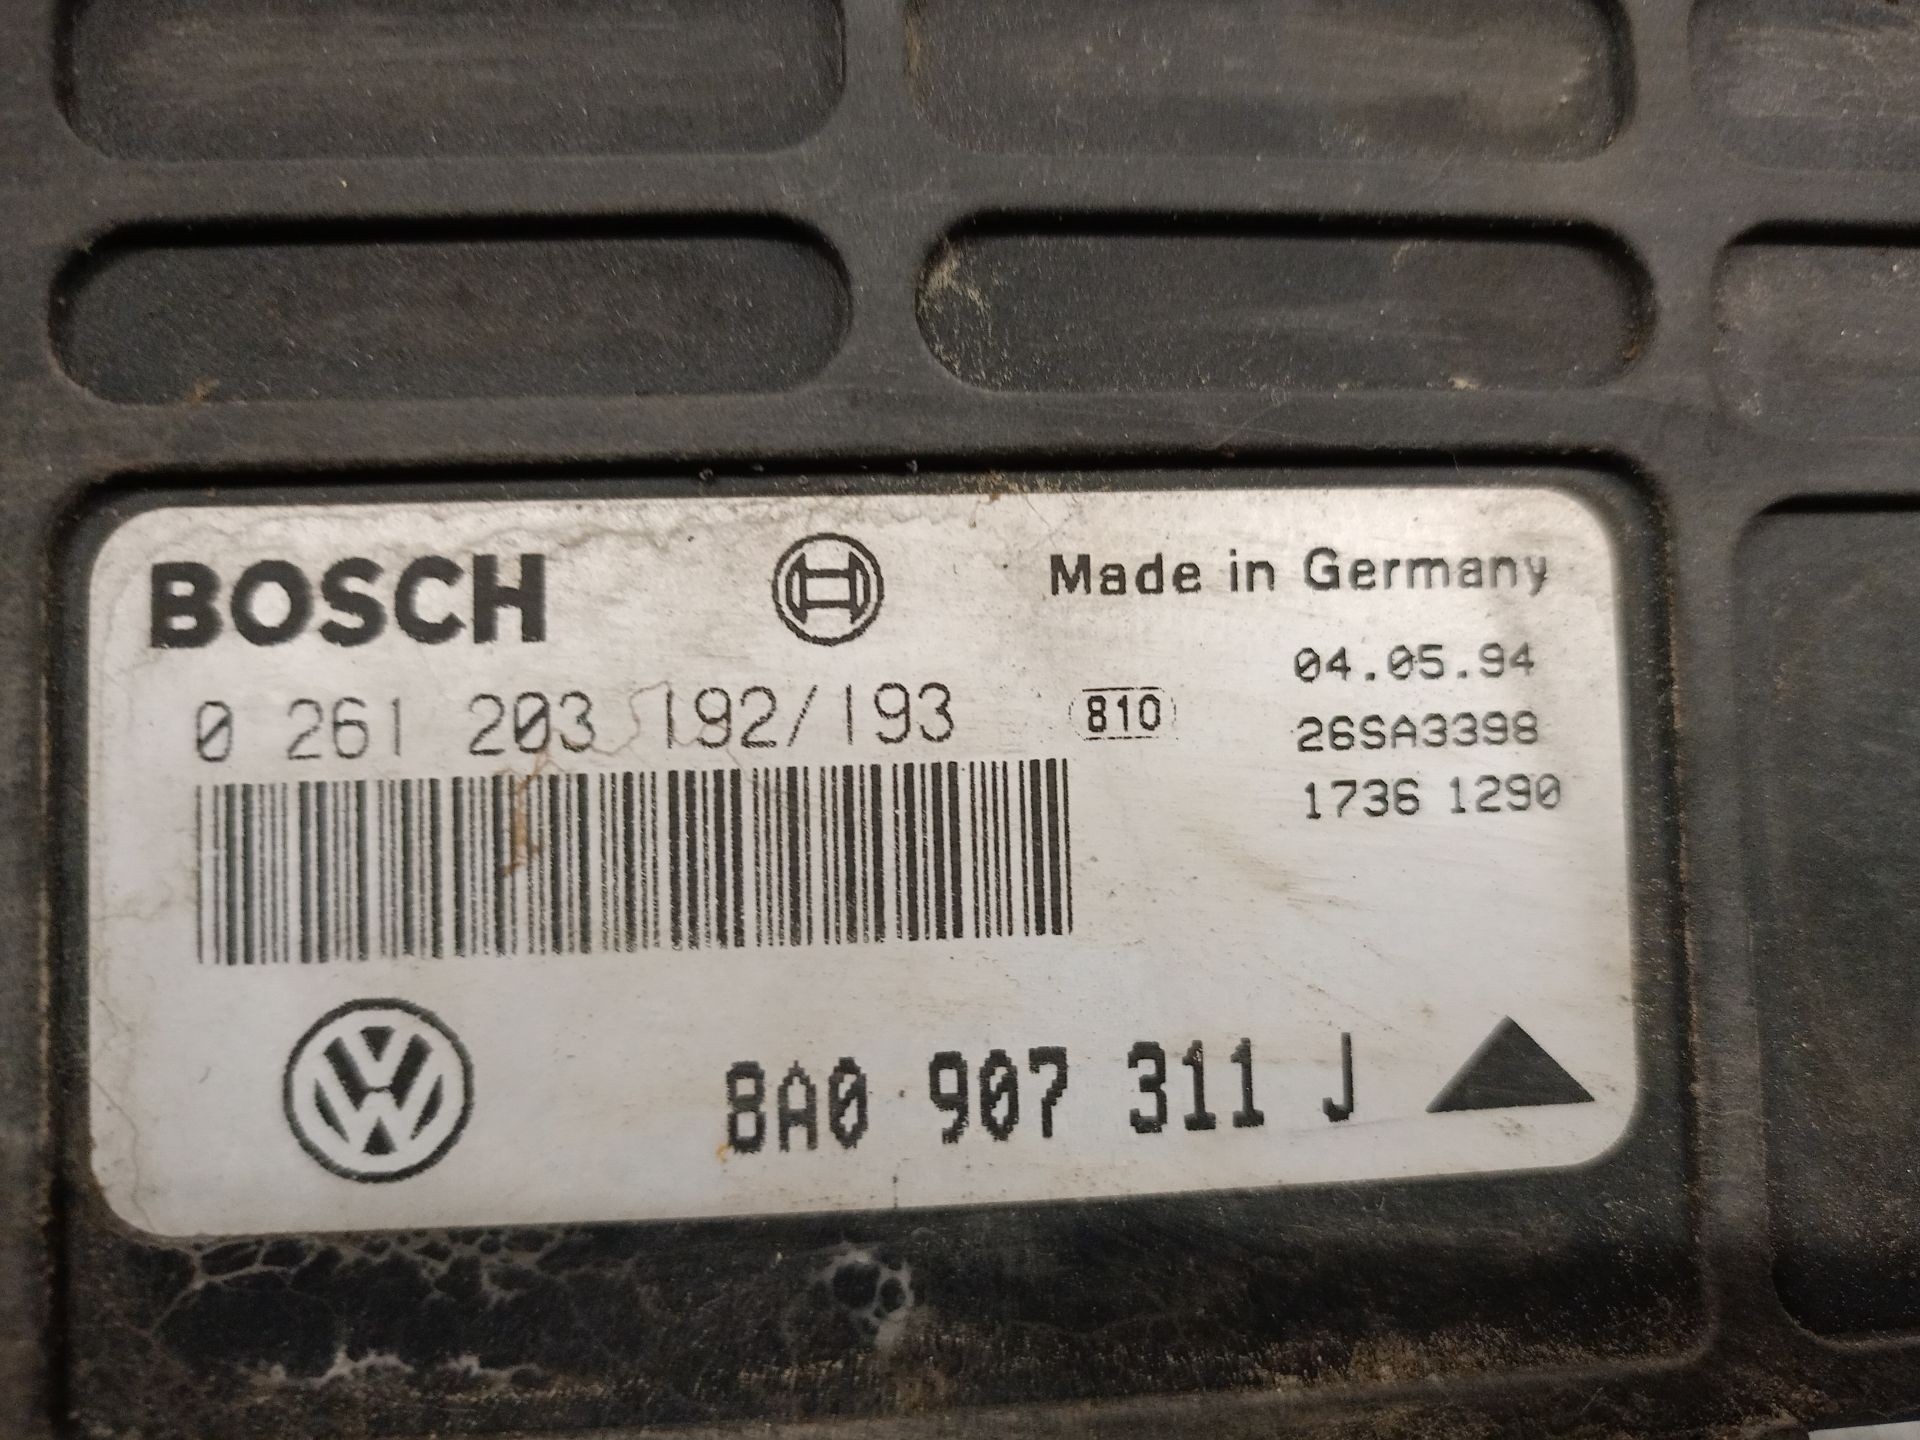 BOSCH
Made in Germany
04.05.94
0 261 203 192/193
810
26SA3398
1736 1290
VW
8A0 907 311 J